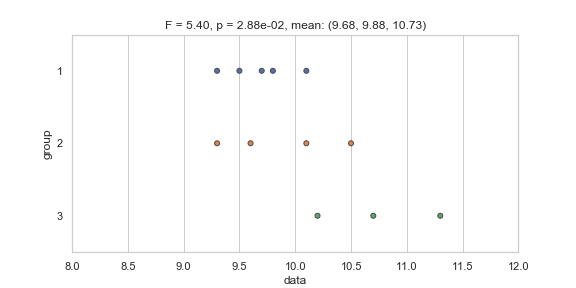 F = 5.40, p = 2.88e-02, mean: (9.68, 9.88, 10.73)
1
2
3
group
8.0 8.5 9.0 9.5 10.0 10.5 11.0 11.5 12.0
data